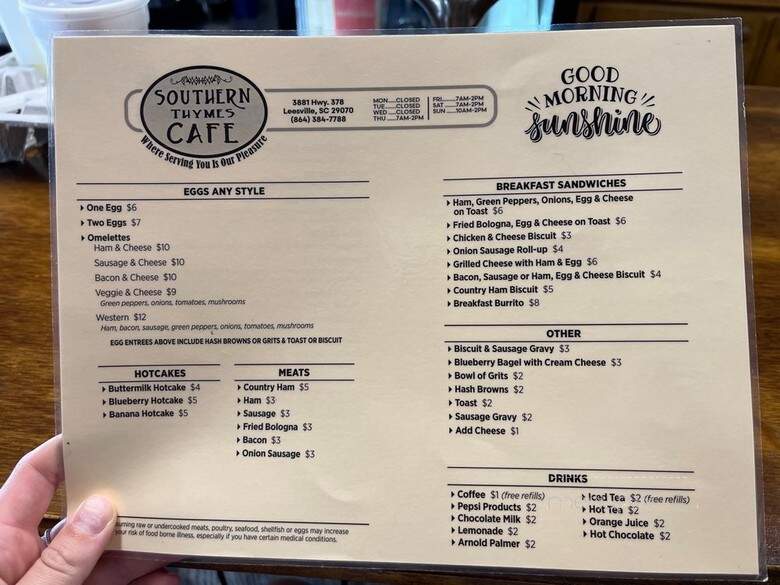 SOUTHERN
THYMES
CAFE
Where Serving You Is Our Pleasure
3881 Hwy. 378
Leesville, SC 29070
(864) 384-7788
MON.....CLOSED
TUE.....CLOSED
WED.....CLOSED
THU.....7AM-2PM
FRI.....7AM-2PM
SAT.....7AM-2PM
SUN.....10AM-2PM
GOOD
MORNING
sunshine
EGGS ANY STYLE
One Egg $6
Two Eggs $7
Omelettes
Ham & Cheese $10
Sausage & Cheese $10
Bacon & Cheese $10
Veggie & Cheese $9
Green peppers, onions, tomatoes, mushrooms
Western $12
Ham, bacon, sausage, green peppers, onions, tomatoes, mushrooms
EGG ENTREES ABOVE INCLUDE HASH BROWNS OR GRITS & TOAST OR BISCUIT
HOTCAKES
Buttermilk Hotcake $4
Blueberry Hotcake $5
Banana Hotcake $5
MEATS
Country Ham $5
Ham $3
Sausage $3
Fried Bologna $3
Bacon $3
Onion Sausage $3
BREAKFAST SANDWICHES
Ham, Green Peppers, Onions, Egg & Cheese
on Toast $6
Fried Bologna, Egg & Cheese on Toast $6
Chicken & Cheese Biscuit $3
Onion Sausage Roll-up $4
Grilled Cheese with Ham & Egg $6
Bacon, Sausage or Ham, Egg & Cheese Biscuit $4
Country Ham Biscuit $5
Breakfast Burrito $8
OTHER
Biscuit & Sausage Gravy $3
Blueberry Bagel with Cream Cheese $3
Bowl of Grits $2
Hash Browns $2
Toast $2
Sausage Gravy $2
Add Cheese $1
DRINKS
Coffee $1 (free refills)
Pepsi Products $2
Chocolate Milk $2
Lemonade $2
Arnold Palmer $2
Iced Tea $2 (free refills)
Hot Tea $2
Orange Juice $2
Hot Chocolate $2
raw or undercooked meats, poultry, seafood, shellfish or eggs may increase
your risk of food borne illness, especially if you have certain medical conditions.